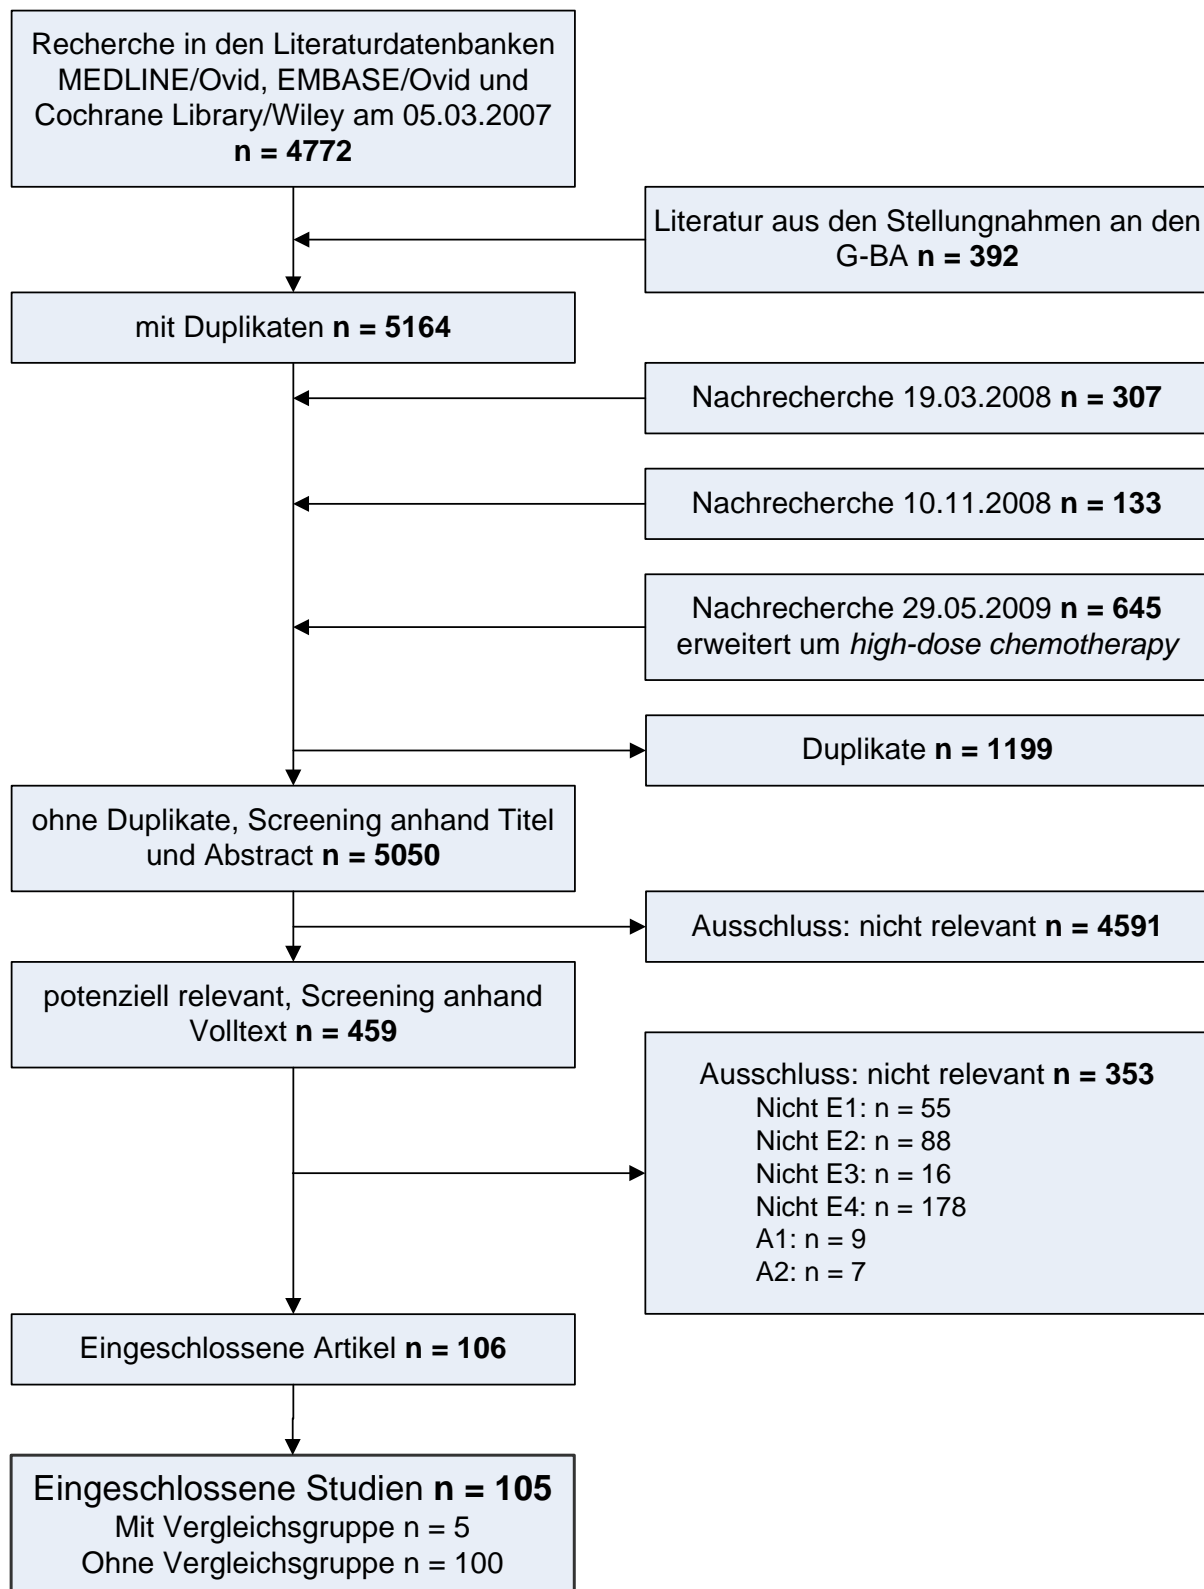 Recherche in den Literaturdatenbanken
MEDLINE/Ovid, EMBASE/Ovid und
Cochrane Library/Wiley am 05.03.2007
n = 4772
Literatur aus den Stellungnahmen an den
G-BA n = 392
mit Duplikaten n = 5164
Nachrecherche 19.03.2008 n = 307
Nachrecherche 10.11.2008 n = 133
Nachrecherche 29.05.2009 n = 645
erweitert um high-dose chemotherapy
Duplikate n = 1199
ohne Duplikate, Screening anhand Titel
und Abstract n = 5050
Ausschluss: nicht relevant n = 4591
potenziell relevant, Screening anhand
Volltext n = 459
Ausschluss: nicht relevant n = 353
Nicht E1: n = 55
Nicht E2: n = 88
Nicht E3: n = 16
Nicht E4: n = 178
A1: n = 9
A2: n = 7
Eingeschlossene Artikel n = 106
Eingeschlossene Studien n = 105
Mit Vergleichsgruppe n = 5
Ohne Vergleichsgruppe n = 100